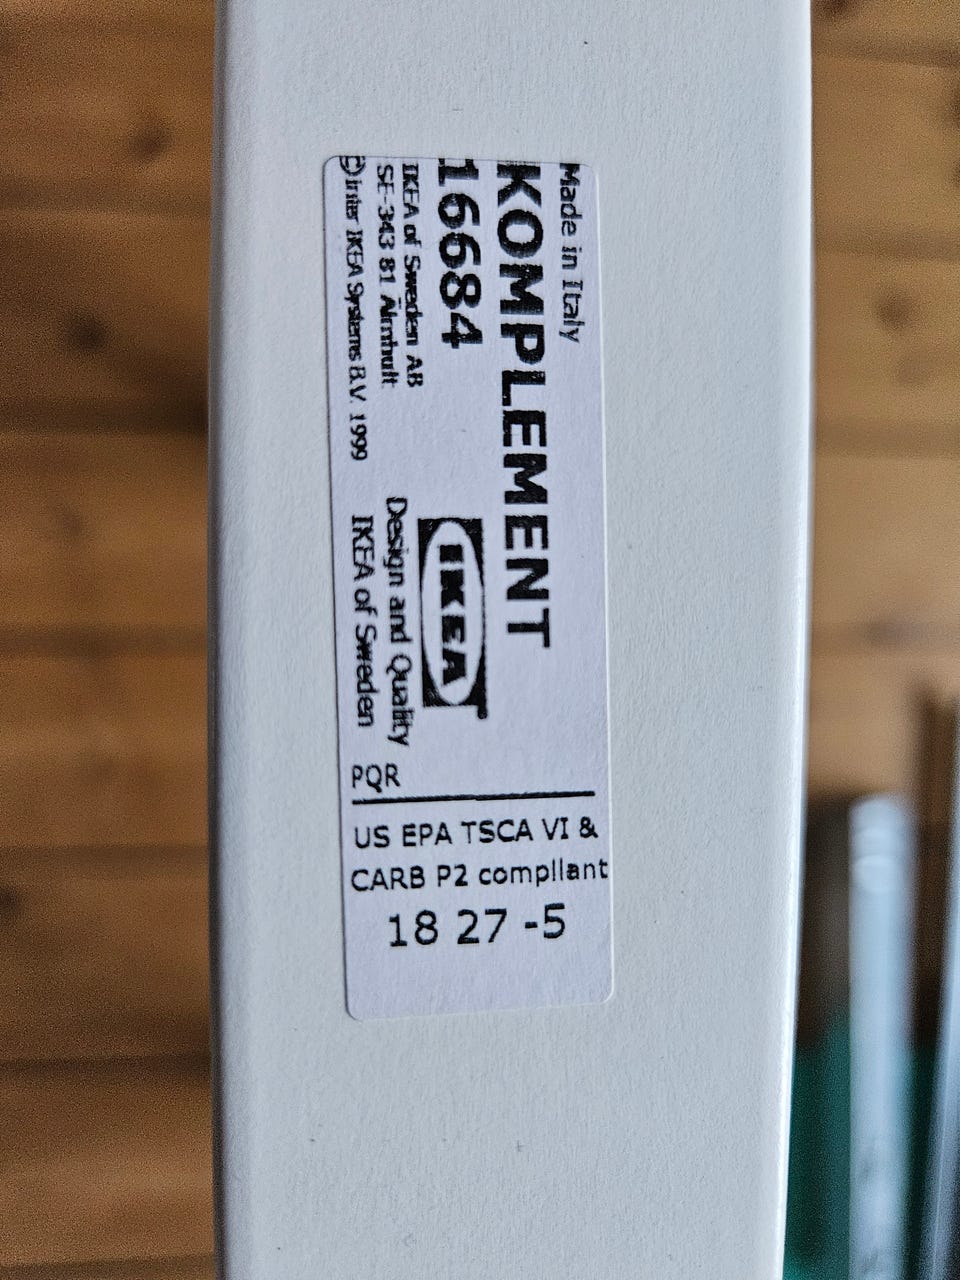 Made in Italy
KOMPLEMENT
16684
IKEA of Sweden AB
SE-343 81 Älmhult
© Inter IKEA Systems B.V. 1999
IKEA
Design and Quality
IKEA of Sweden
PQR
US EPA TSCA VI &
CARB P2 compliant
18 27 -5